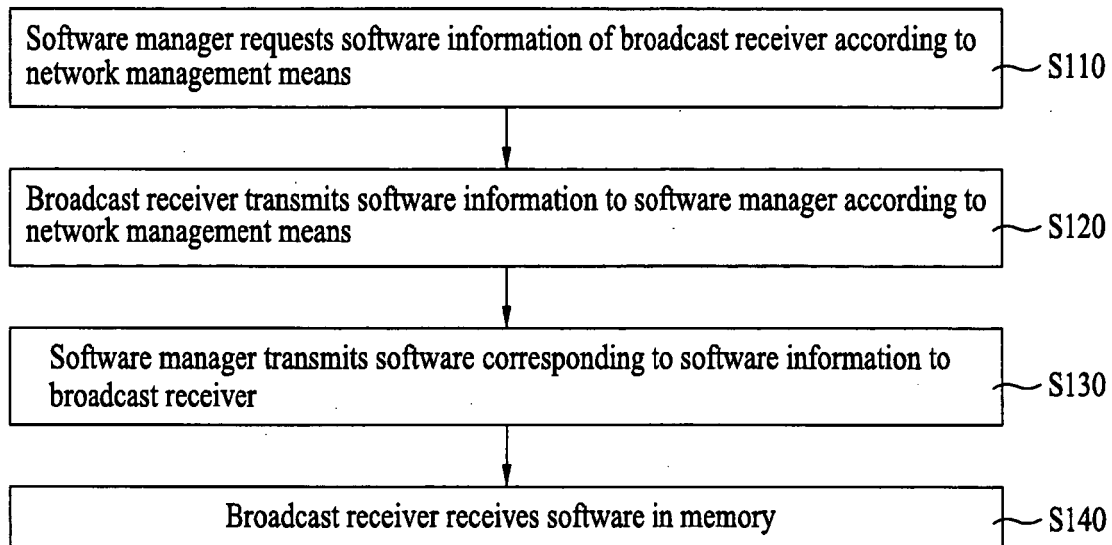 Software manager requests software information of broadcast receiver according to
network management means
S110
Broadcast receiver transmits software information to software manager according to
network management means
S120
Software manager transmits software corresponding to software information to
broadcast receiver
S130
Broadcast receiver receives software in memory
S140